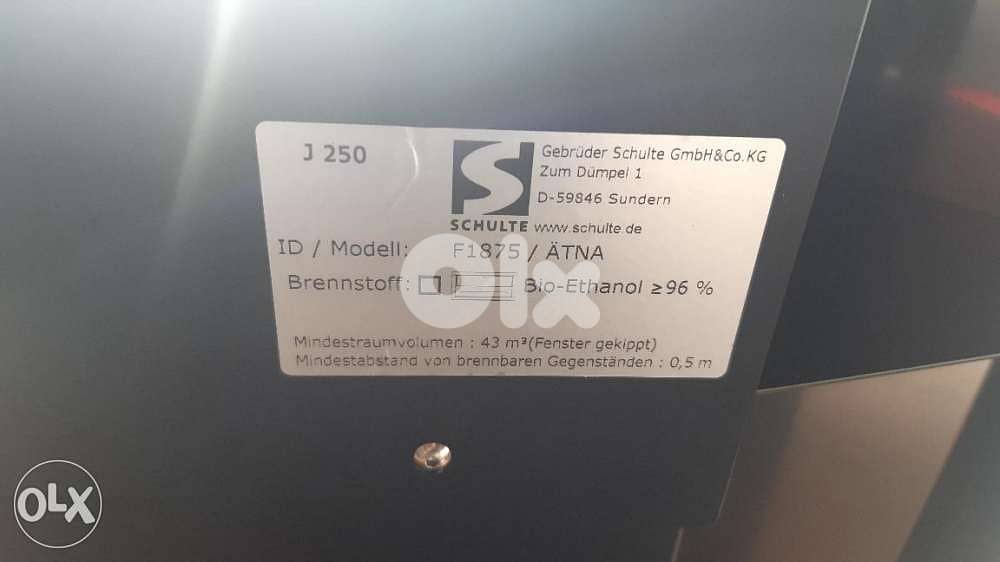 J 250
Gebrüder Schulte GmbH&Co.KG
Zum Dümpel 1
D-59846 Sundern
SCHULTE www.schulte.de
ID / Modell: F1875 / ÄTNA
Brennstoff: Bio-Ethanol ≥96 %
Mindestraumvolumen : 43 m³(Fenster gekippt)
Mindestabstand von brennbaren Gegenständen : 0,5 m
OLX
OLX